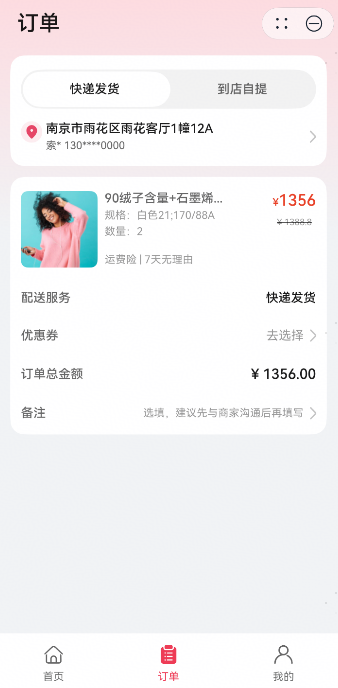 订单
快递发货
到店自提
南京市雨花区雨花客厅1幢12A
索* 130****0000
90绒子含量+石墨烯...
¥1356
规格：白色21;170/88A
¥ 1388.8
数量：2
运费险 | 7天无理由
配送服务
快递发货
优惠券
去选择
订单总金额
¥ 1356.00
备注
选填，建议先与商家沟通后再填写
首页
订单
我的